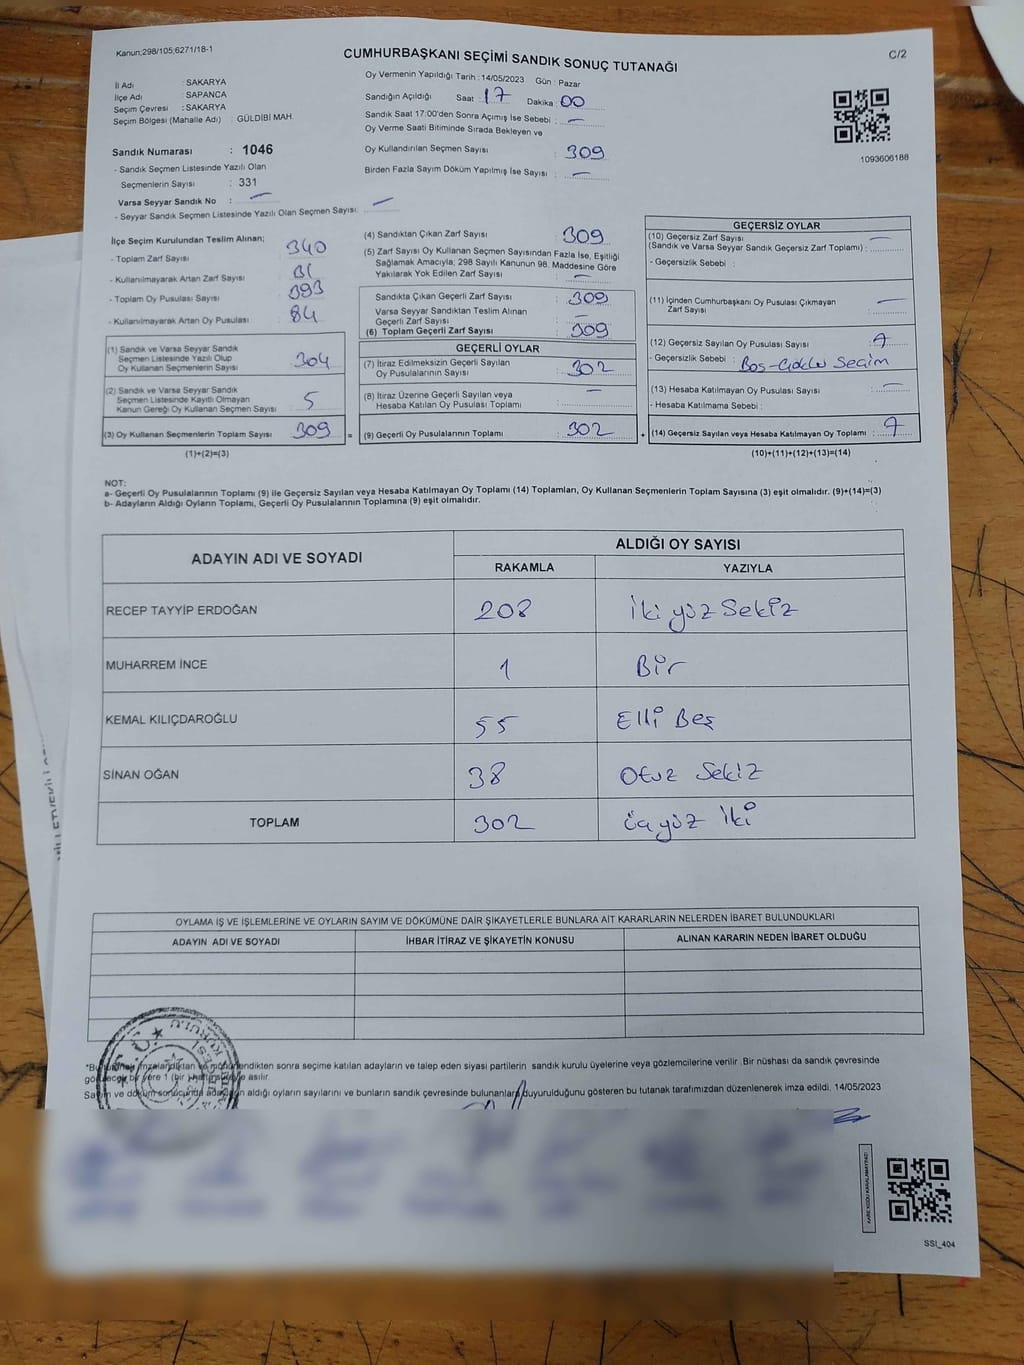 Kanun;298/105;6271/18-1
CUMHURBAŞKANI SEÇİMİ SANDIK SONUÇ TUTANAĞI
C/2
İl Adı : SAKARYA
İlçe Adı : SAPANCA
Seçim Çevresi : SAKARYA
Seçim Bölgesi (Mahalle Adı) : GÜLDİBİ MAH.
Sandık Numarası : 1046
- Sandık Seçmen Listesinde Yazılı Olan
Seçmenlerin Sayısı : 331
Varsa Seyyar Sandık No : —
- Seyyar Sandık Seçmen Listesinde Yazılı Olan Seçmen Sayısı: —
Oy Vermenin Yapıldığı Tarih : 14/05/2023 Gün : Pazar
Sandığın Açıldığı Saat : 17 Dakika : 00
Sandık Saat 17:00'den Sonra Açımış İse Sebebi : —
Oy Verme Saati Bitiminde Sırada Bekleyen ve
Oy Kullandırılan Seçmen Sayısı : 309
Birden Fazla Sayım Döküm Yapılmış İse Sayısı : —
1093606188
İlçe Seçim Kurulundan Teslim Alınan;
- Toplam Zarf Sayısı 340
- Kullanılmayarak Artan Zarf Sayısı 31
- Toplam Oy Pusulası Sayısı 393
- Kullanılmayarak Artan Oy Pusulası 84
(1) Sandık ve Varsa Seyyar Sandık
Seçmen Listesinde Yazılı Olup
Oy Kullanan Seçmenlerin Sayısı 304
(2) Sandık ve Varsa Seyyar Sandık
Seçmen Listesinde Kayıtlı Olmayan
Kanun Gereği Oy Kullanan Seçmen Sayısı 5
(3) Oy Kullanan Seçmenlerin Toplam Sayısı 309 =
(1)+(2)=(3)
(4) Sandıktan Çıkan Zarf Sayısı 309
(5) Zarf Sayısı Oy Kullanan Seçmen Sayısından Fazla İse, Eşitliği
Sağlamak Amacıyla; 298 Sayılı Kanunun 98. Maddesine Göre
Yakılarak Yok Edilen Zarf Sayısı : —
Sandıkta Çıkan Geçerli Zarf Sayısı : 309
Varsa Seyyar Sandıktan Teslim Alınan
Geçerli Zarf Sayısı : —
(6) Toplam Geçerli Zarf Sayısı : 309
GEÇERLİ OYLAR
(7) İtiraz Edilmeksizin Geçerli Sayılan
Oy Pusulalarının Sayısı : 302
(8) İtiraz Üzerine Geçerli Sayılan veya
Hesaba Katılan Oy Pusulası Toplamı : —
(9) Geçerli Oy Pusulalarının Toplamı : 302 +
GEÇERSİZ OYLAR
(10) Geçersiz Zarf Sayısı
(Sandık ve Varsa Seyyar Sandık Geçersiz Zarf Toplamı) : —
- Geçersizlik Sebebi :
(11) İçinden Cumhurbaşkanı Oy Pusulası Çıkmayan
Zarf Sayısı : —
(12) Geçersiz Sayılan Oy Pusulası Sayısı : 7
- Geçersizlik Sebebi : Boş-Çoklu Seçim
(13) Hesaba Katılmayan Oy Pusulası Sayısı : —
- Hesaba Katılmama Sebebi :
(14) Geçersiz Sayılan veya Hesaba Katılmayan Oy Toplamı : 7
(10)+(11)+(12)+(13)=(14)
NOT:
a- Geçerli Oy Pusulalarının Toplamı (9) ile Geçersiz Sayılan veya Hesaba Katılmayan Oy Toplamı (14) Toplamları, Oy Kullanan Seçmenlerin Toplam Sayısına (3) eşit olmalıdır. (9)+(14)=(3)
b- Adayların Aldığı Oyların Toplamı, Geçerli Oy Pusulalarının Toplamına (9) eşit olmalıdır.
ADAYIN ADI VE SOYADI
ALDIĞI OY SAYISI
RAKAMLA YAZIYLA
RECEP TAYYİP ERDOĞAN 208 İki yüz Sekiz
MUHARREM İNCE 1 Bir
KEMAL KILIÇDAROĞLU 55 Elli Beş
SİNAN OĞAN 38 Otuz Sekiz
TOPLAM 302 Üçyüz İki
OYLAMA İŞ VE İŞLEMLERİNE VE OYLARIN SAYIM VE DÖKÜMÜNE DAİR ŞİKAYETLERLE BUNLARA AİT KARARLARIN NELERDEN İBARET BULUNDUKLARI
ADAYIN ADI VE SOYADI İHBAR İTİRAZ VE ŞİKAYETİN KONUSU ALINAN KARARIN NEDEN İBARET OLDUĞU
T.C.
sonra seçime katılan adayların ve talep eden siyasi partilerin sandık kurulu üyelerine veya gözlemcilerine verilir .Bir nüshası da sandık çevresinde
yere 1 (bir) asılır.
Sayım ve döküm sonucunda aldığı oyların sayılarını ve bunların sandık çevresinde bulunanlara duyurulduğunu gösteren bu tutanak tarafımızdan düzenlenerek imza edildi. 14/05/2023
SSI_404